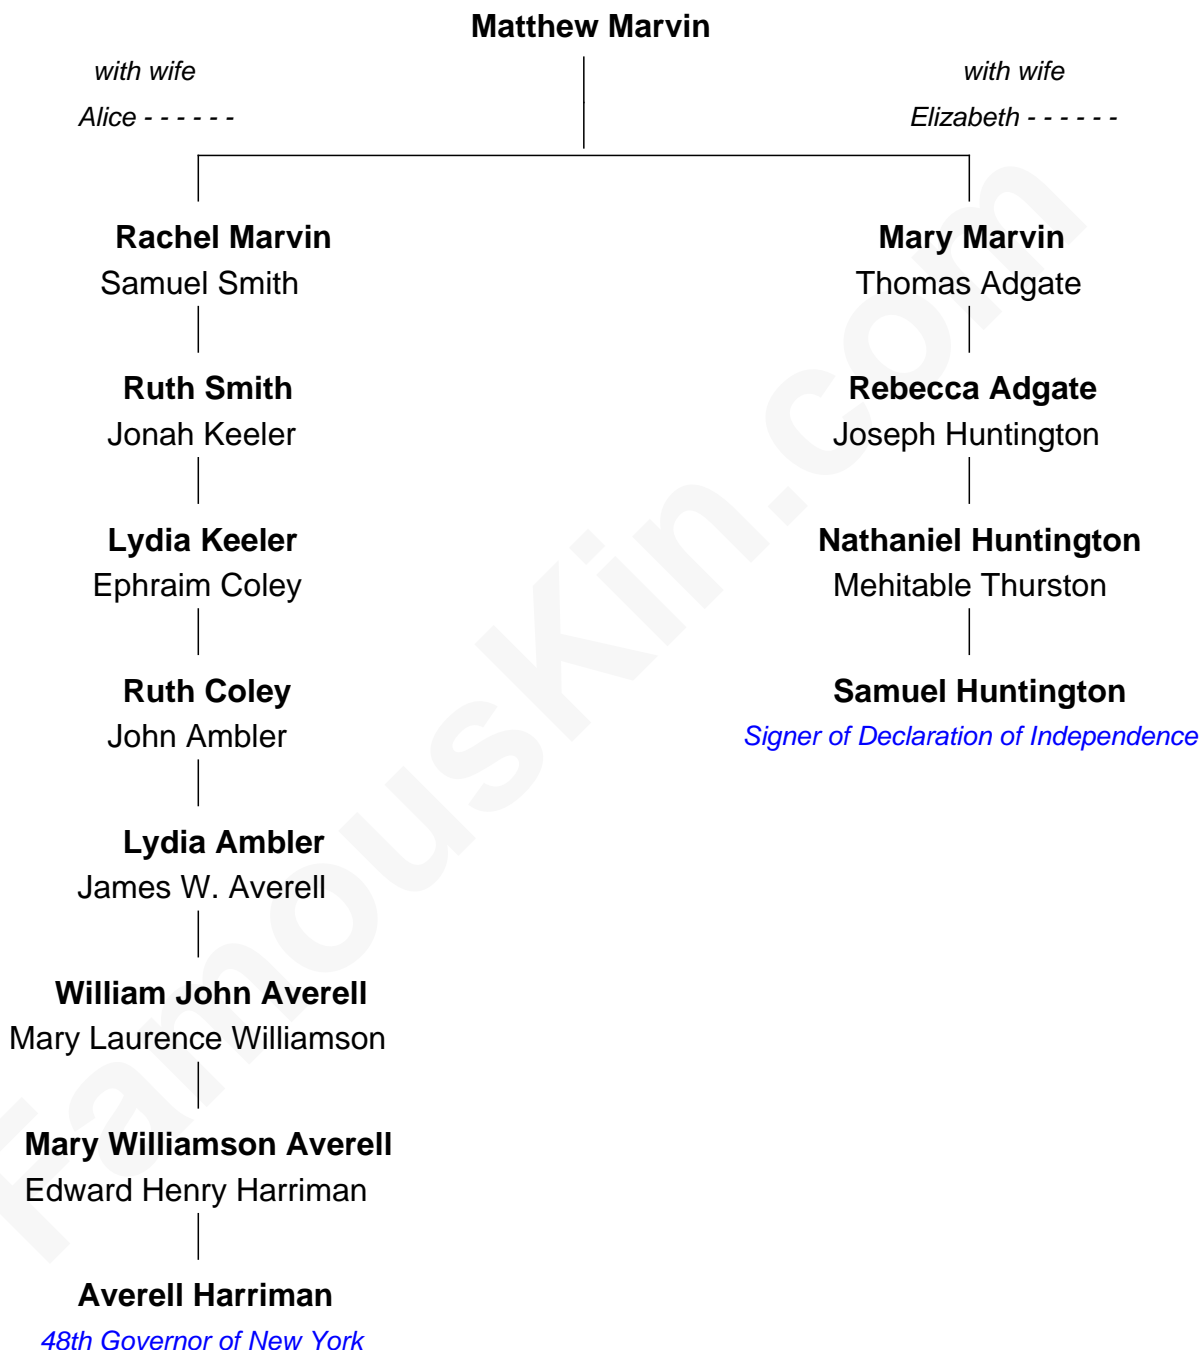 Matthew Marvin
with wife
Alice - - - - - -
with wife
Elizabeth - - - - - -
Rachel Marvin
Samuel Smith
Mary Marvin
Thomas Adgate
Ruth Smith
Jonah Keeler
Rebecca Adgate
Joseph Huntington
Lydia Keeler
Ephraim Coley
Nathaniel Huntington
Mehitable Thurston
Ruth Coley
John Ambler
Samuel Huntington
Signer of Declaration of Independence
Lydia Ambler
James W. Averell
William John Averell
Mary Laurence Williamson
Mary Williamson Averell
Edward Henry Harriman
Averell Harriman
48th Governor of New York
FamousKin.com